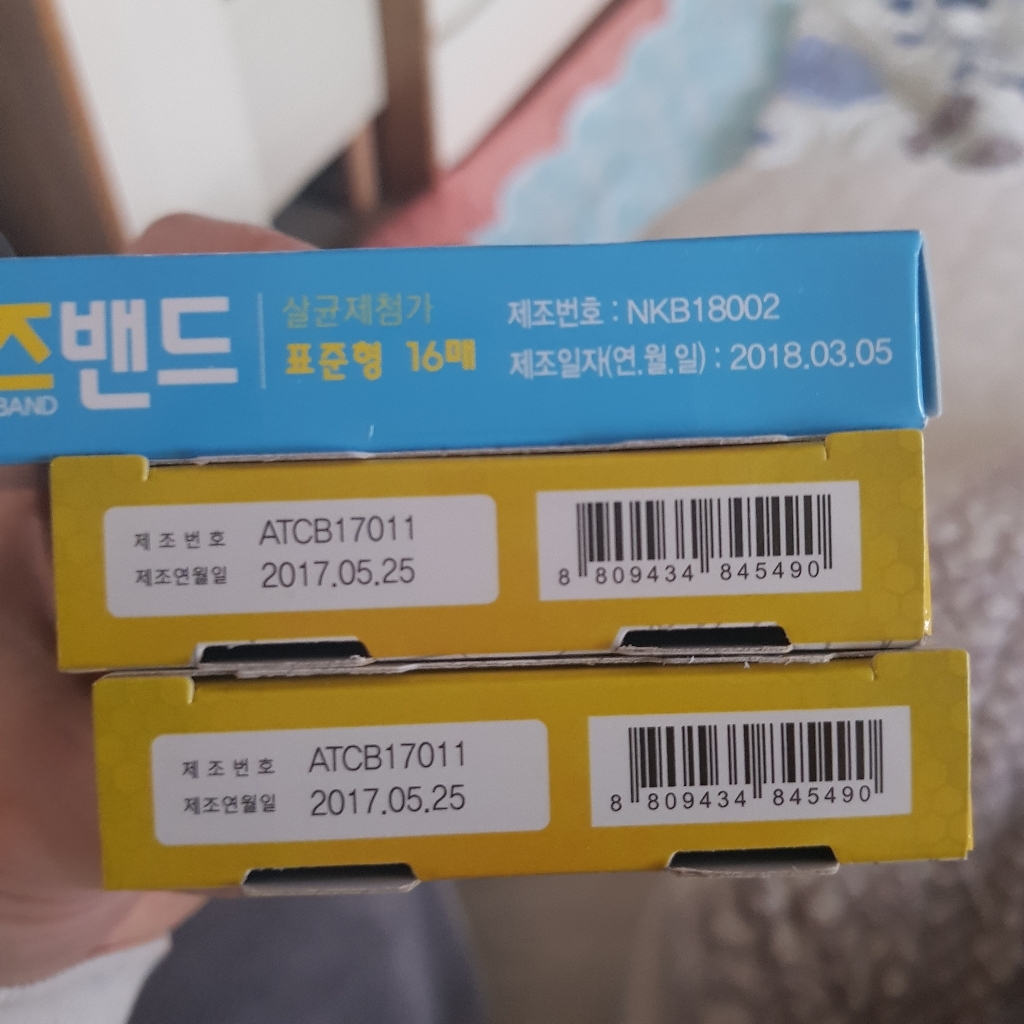 즈밴드
BAND
살균제첨가
표준형 16매
제조번호 : NKB18002
제조일자(연.월.일) : 2018.03.05
제조번호 ATCB17011
제조연월일 2017.05.25
8 809434 845490
제조번호 ATCB17011
제조연월일 2017.05.25
8 809434 845490